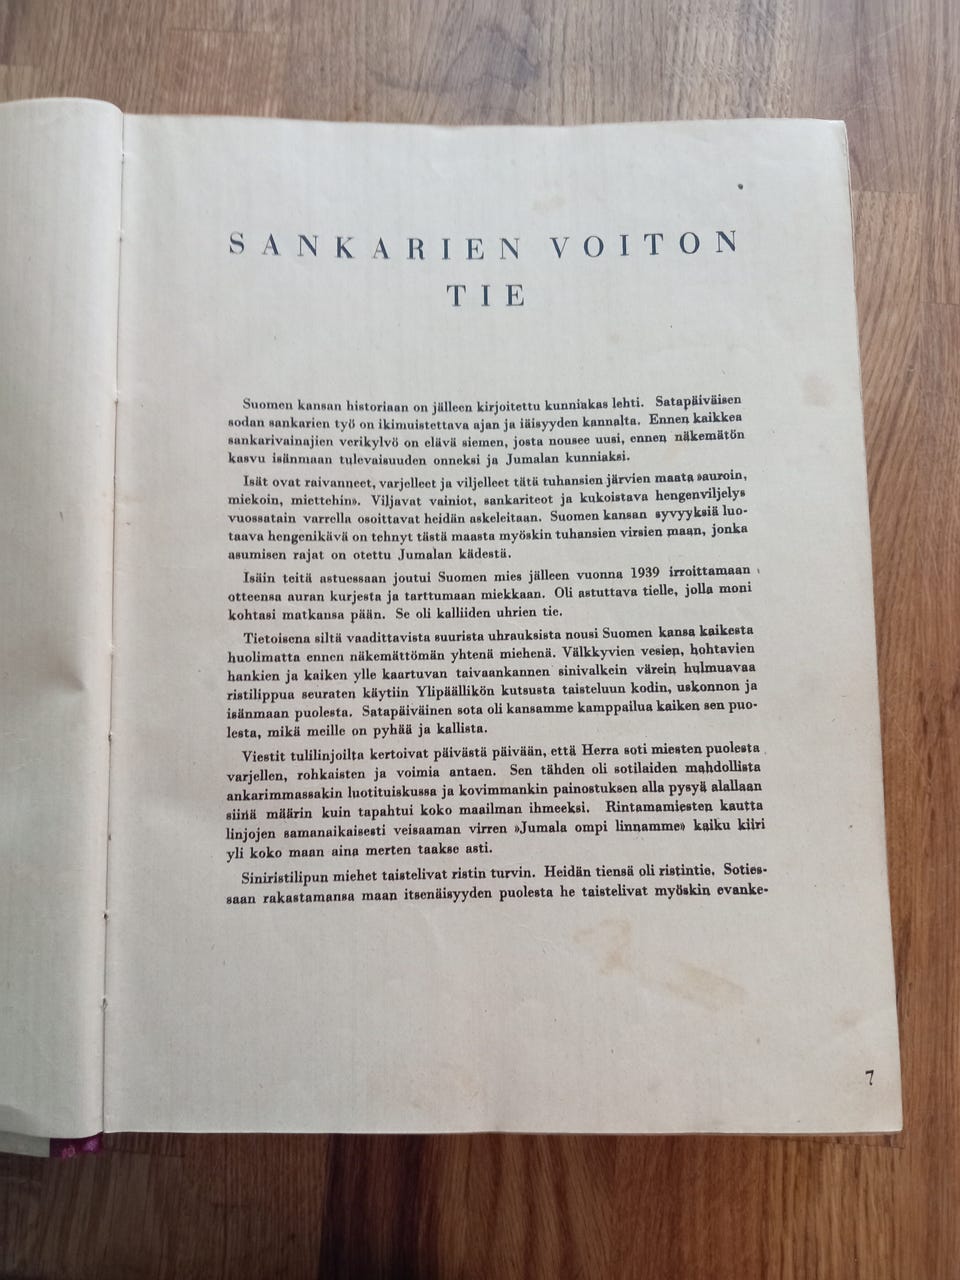 SANKARIEN VOITON
TIE
Suomen kansan historiaan on jälleen kirjoitettu kunniakas lehti. Satapäiväisen
sodan sankarien työ on ikimuistettava ajan ja iäisyyden kannalta. Ennen kaikkea
sankarivainajien verikylvö on elävä siemen, josta nousee uusi, ennen näkemätön
kasvu isänmaan tulevaisuuden onneksi ja Jumalan kunniaksi.
Isät ovat raivanneet, varjelleet ja viljelleet tätä tuhansien järvien maata »auroin,
miekoin, miettehin». Viljavat vainiot, sankariteot ja kukoistava hengenviljelys
vuossatain varrella osoittavat heidän askeleitaan. Suomen kansan syvyyksiä luo-
taava hengenikävä on tehnyt tästä maasta myöskin tuhansien virsien maan, jonka
asumisen rajat on otettu Jumalan kädestä.
Isäin teitä astuessaan joutui Suomen mies jälleen vuonna 1939 irroittamaan
otteensa auran kurjesta ja tarttumaan miekkaan. Oli astuttava tielle, jolla moni
kohtasi matkansa pään. Se oli kalliiden uhrien tie.
Tietoisena siltä vaadittavista suurista uhrauksista nousi Suomen kansa kaikesta
huolimatta ennen näkemättömän yhtenä miehenä. Välkkyvien vesien, hohtavien
hankien ja kaiken ylle kaartuvan taivaankannen sinivalkein värein hulmuavaa
ristilippua seuraten käytiin Ylipäällikön kutsusta taisteluun kodin, uskonnon ja
isänmaan puolesta. Satapäiväinen sota oli kansamme kamppailua kaiken sen puo-
lesta, mikä meille on pyhää ja kallista.
Viestit tulilinjoilta kertoivat päivästä päivään, että Herra soti miesten puolesta
varjellen, rohkaisten ja voimia antaen. Sen tähden oli sotilaiden mahdollista
ankarimmassakin luotituiskussa ja kovimmankin painostuksen alla pysyä alallaan
siinä määrin kuin tapahtui koko maailman ihmeeksi. Rintamamiesten kautta
linjojen samanaikaisesti veisaaman virren »Jumala ompi linnamme» kaiku kiiri
yli koko maan aina merten taakse asti.
Siniristilipun miehet taistelivat ristin turvin. Heidän tiensä oli ristintie. Soties-
saan rakastamansa maan itsenäisyyden puolesta he taistelivat myöskin evanke-
7